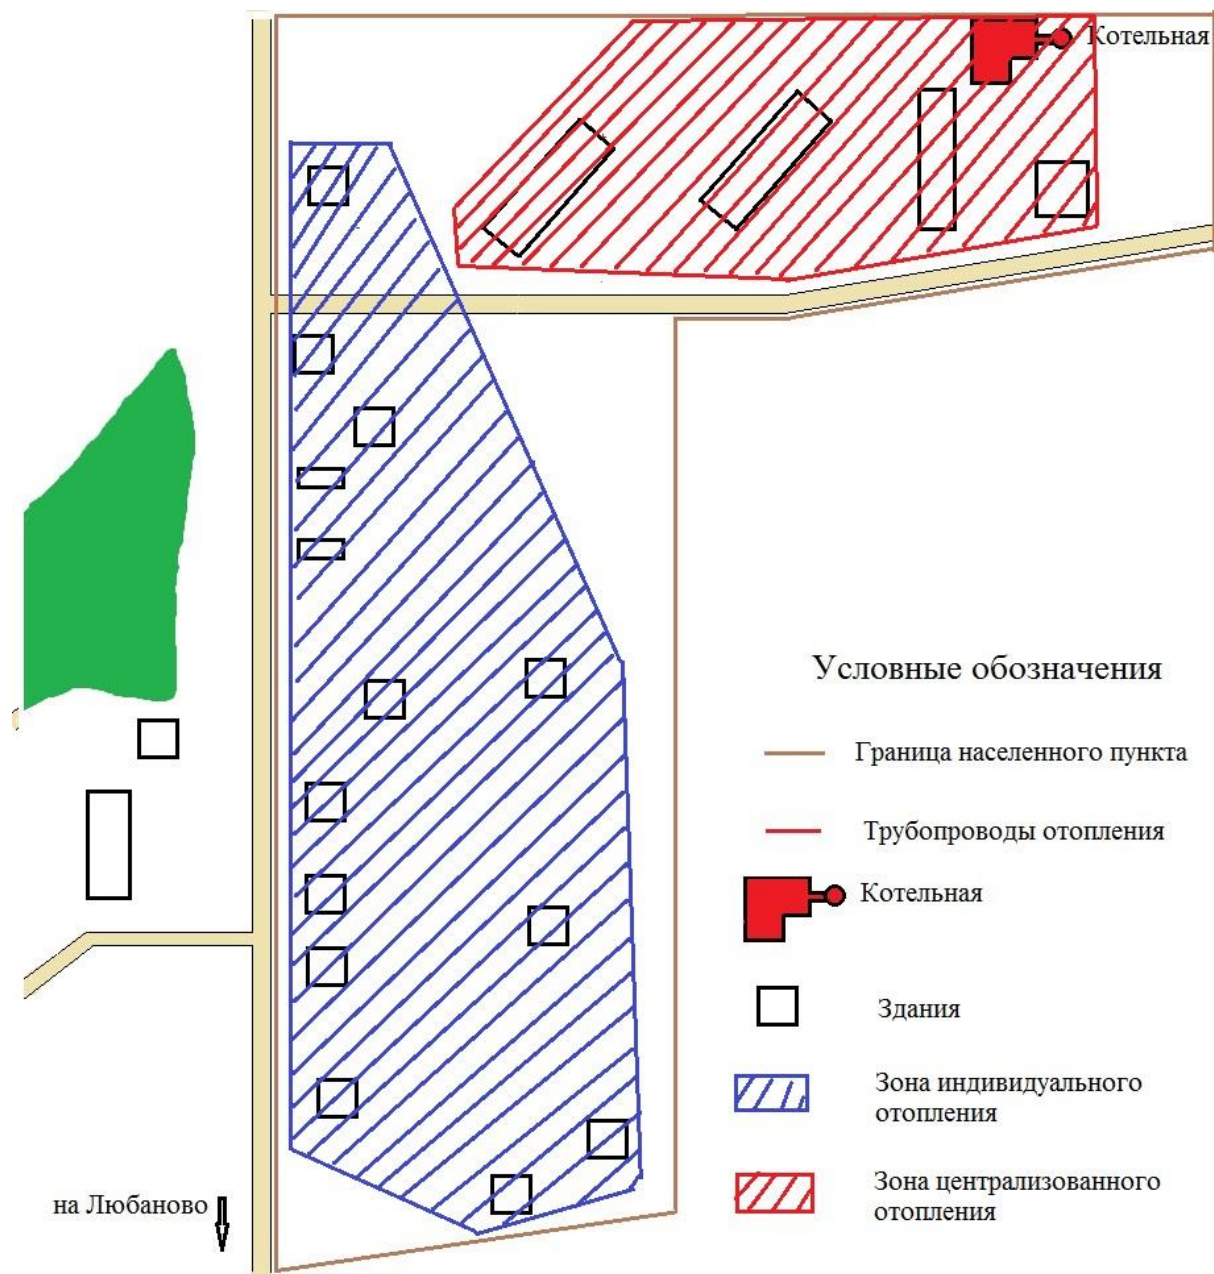 Котельная
Условные обозначения
Граница населенного пункта
Трубопроводы отопления
Котельная
Здания
Зона индивидуального
отопления
Зона централизованного
отопления
на Любаново